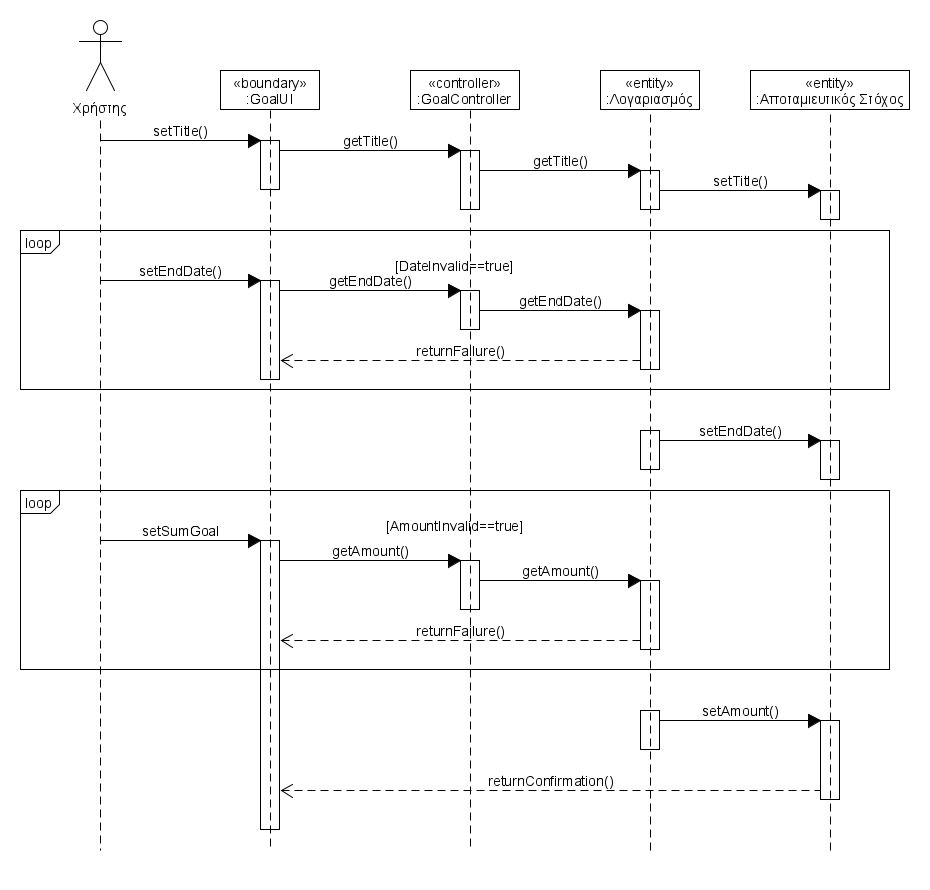 Χρήστης
«boundary»
:GoalUI
«controller»
:GoalController
«entity»
:Λογαριασμός
«entity»
:Αποταμιευτικός Στόχος
setTitle()
getTitle()
getTitle()
setTitle()
loop
[DateInvalid==true]
setEndDate()
getEndDate()
getEndDate()
returnFailure()
setEndDate()
loop
[AmountInvalid==true]
setSumGoal
getAmount()
getAmount()
returnFailure()
setAmount()
returnConfirmation()